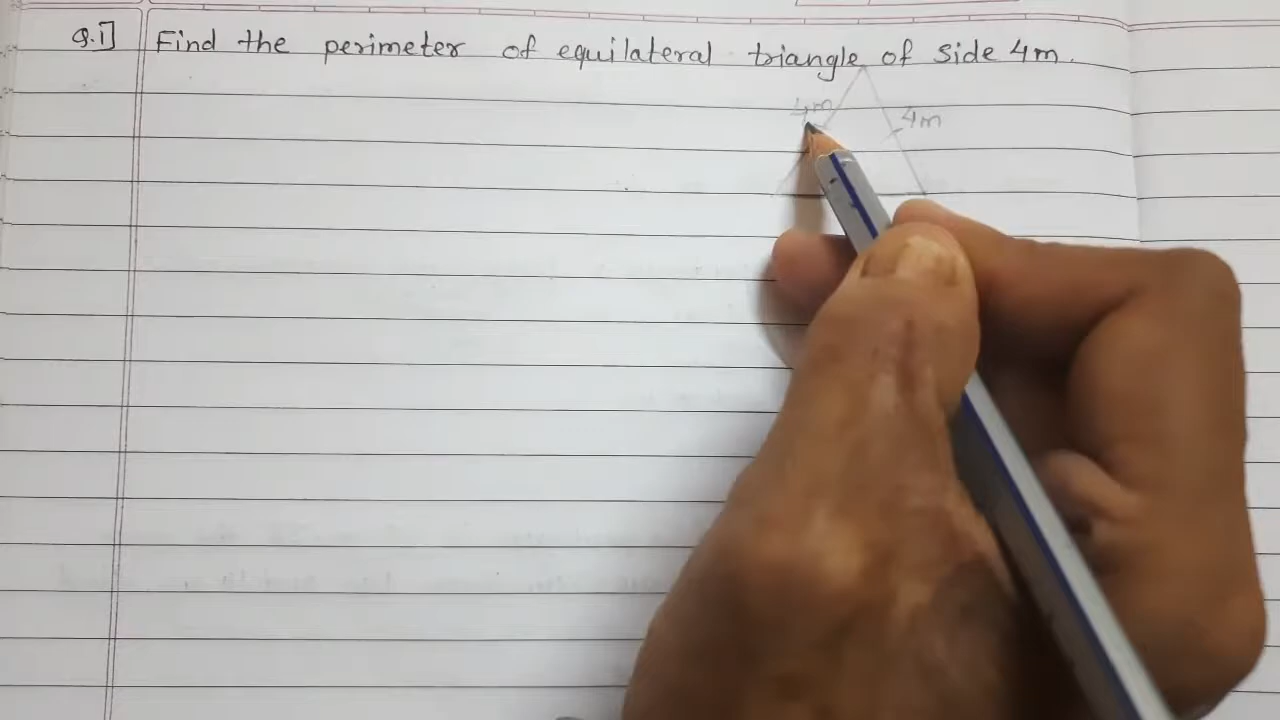 Q.1] Find the perimeter of equilateral triangle of side 4m.
4m
4m